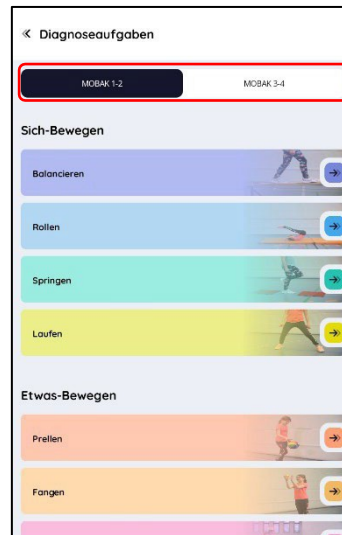 Diagnoseaufgaben
MOBAK 1-2 MOBAK 3-4
Sich-Bewegen
Balancieren
Rollen
Springen
Laufen
Etwas-Bewegen
Prellen
Fangen